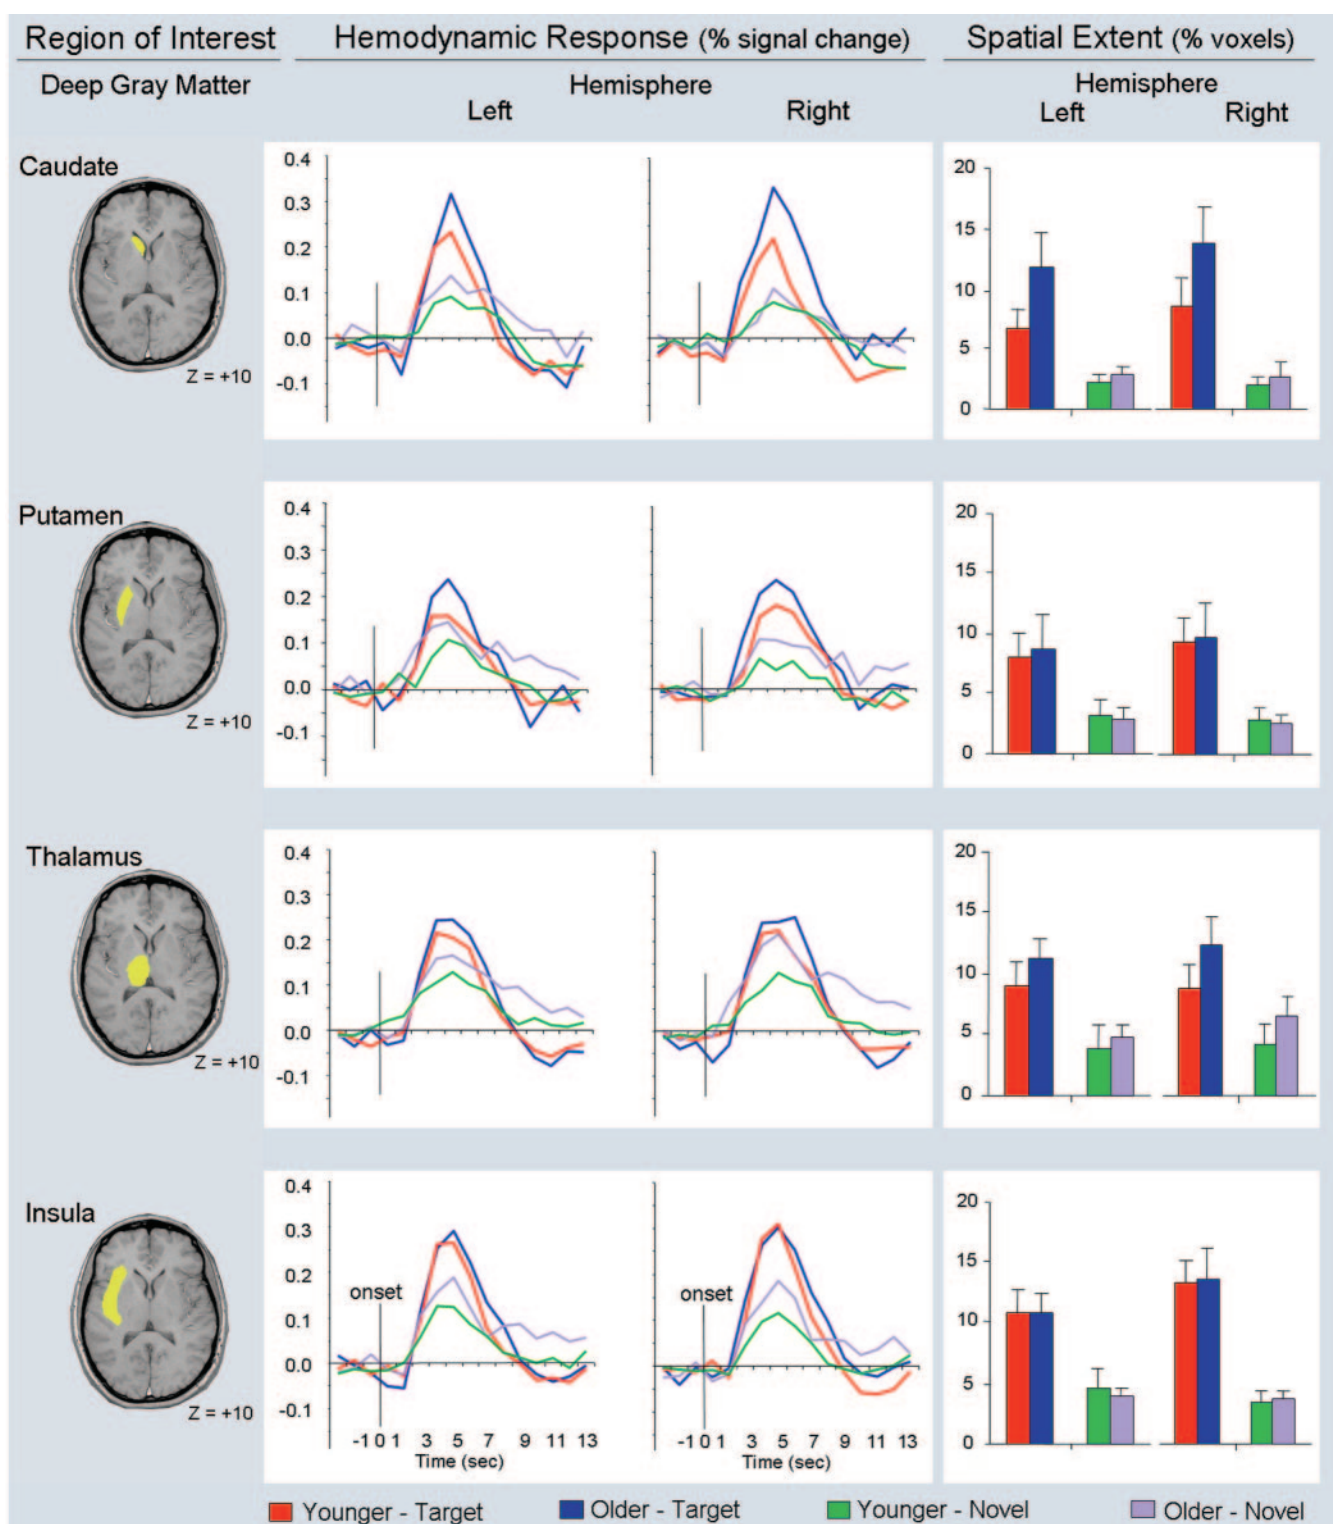 Region of Interest
Hemodynamic Response (% signal change)
Spatial Extent (% voxels)
Deep Gray Matter
Hemisphere
Hemisphere
Left
Right
Left
Right
Caudate
0.4
0.3
0.2
0.1
0.0
-0.1
20
15
10
5
0
Z = +10
Putamen
0.4
0.3
0.2
0.1
0.0
-0.1
20
15
10
5
0
Z = +10
Thalamus
0.4
0.3
0.2
0.1
0.0
-0.1
20
15
10
5
0
Z = +10
Insula
0.4
0.3
0.2
0.1
0.0
-0.1
onset
onset
20
15
10
5
0
Z = +10
-1 0 1 3 5 7 9 11 13
-1 0 1 3 5 7 9 11 13
Time (sec)
Time (sec)
Younger - Target
Older - Target
Younger - Novel
Older - Novel